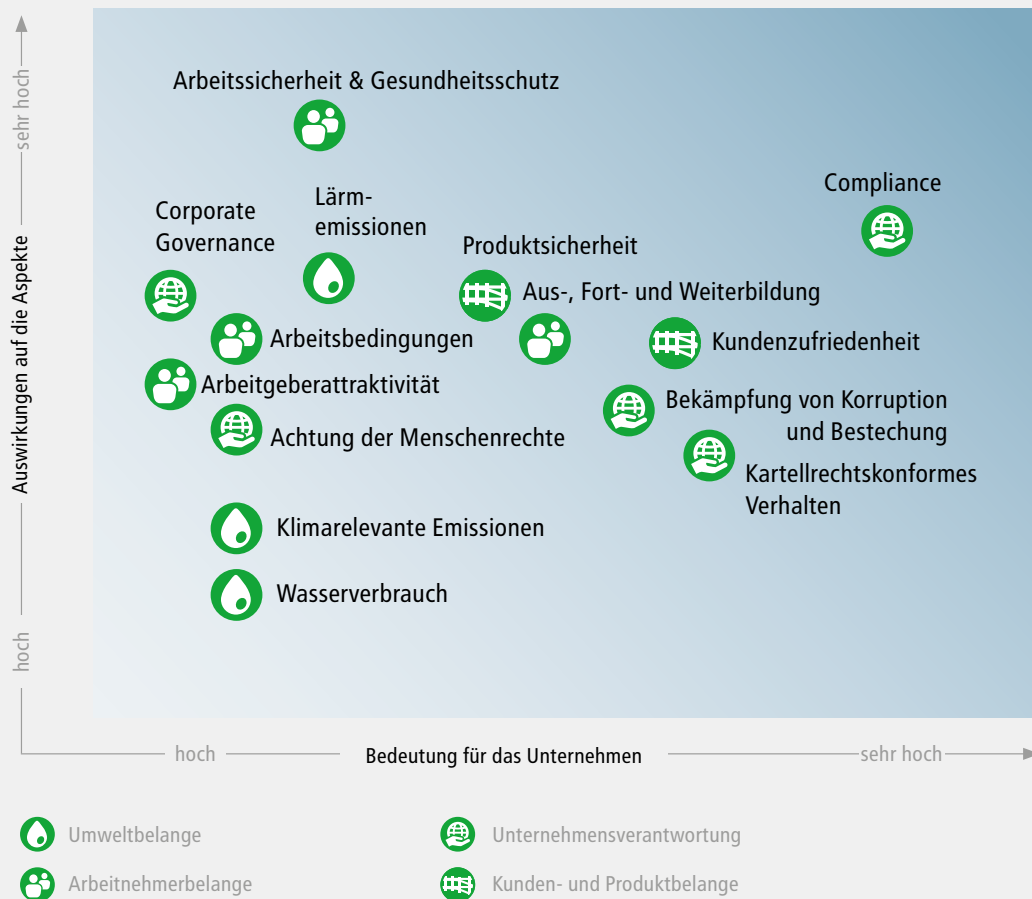 Arbeitssicherheit & Gesundheitsschutz
Compliance
Lärm-
emissionen
Corporate
Governance
Produktsicherheit
Aus-, Fort- und Weiterbildung
Arbeitsbedingungen
Kundenzufriedenheit
Arbeitgeberattraktivität
Bekämpfung von Korruption
und Bestechung
Achtung der Menschenrechte
Kartellrechtskonformes
Verhalten
Klimarelevante Emissionen
Wasserverbrauch
sehr hoch
Auswirkungen auf die Aspekte
hoch
hoch
Bedeutung für das Unternehmen
sehr hoch
Umweltbelange
Unternehmensverantwortung
Arbeitnehmerbelange
Kunden- und Produktbelange